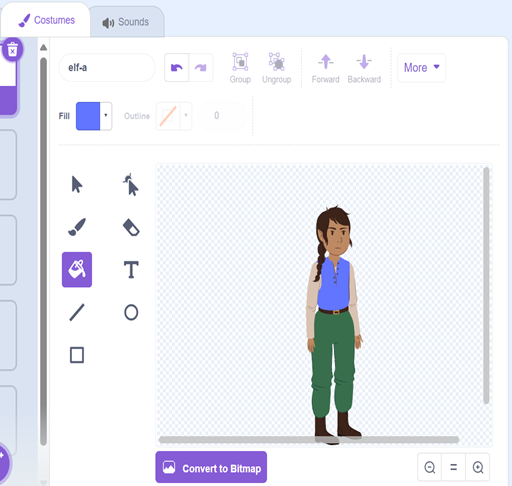 Costumes
Sounds
elf-a
Group
Ungroup
Forward
Backward
More
Fill
Outline
0
T
Convert to Bitmap